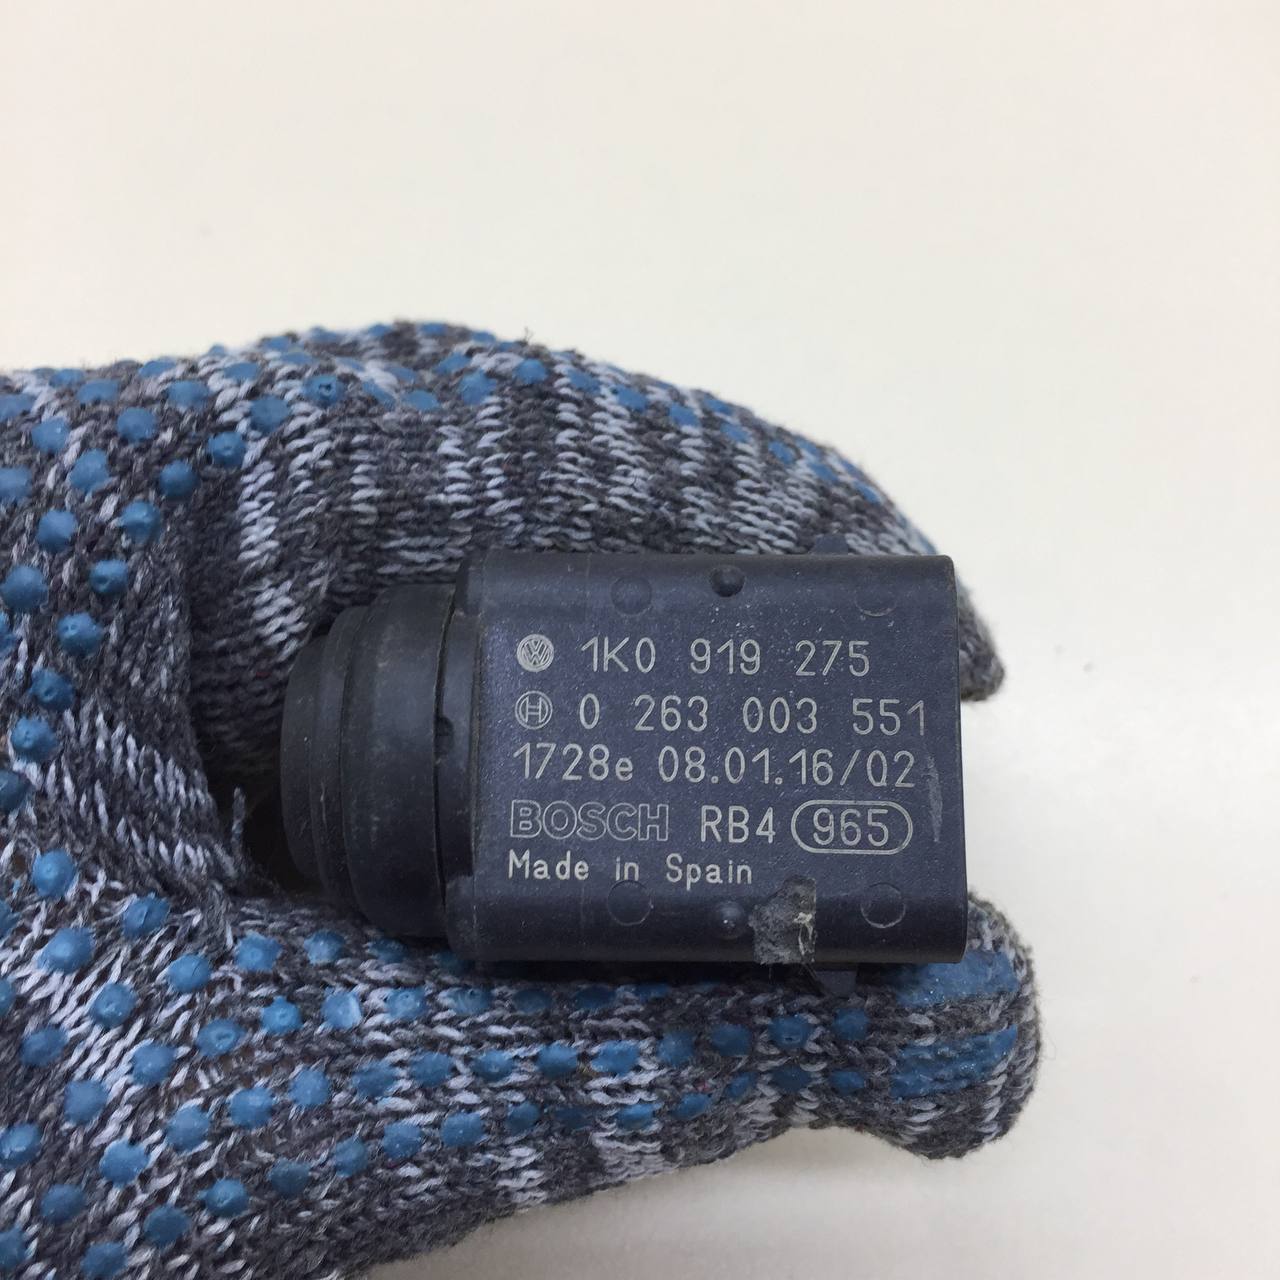 1K0 919 275
0 263 003 551
1728e 08.01.16/02
BOSCH RB4 965
Made in Spain